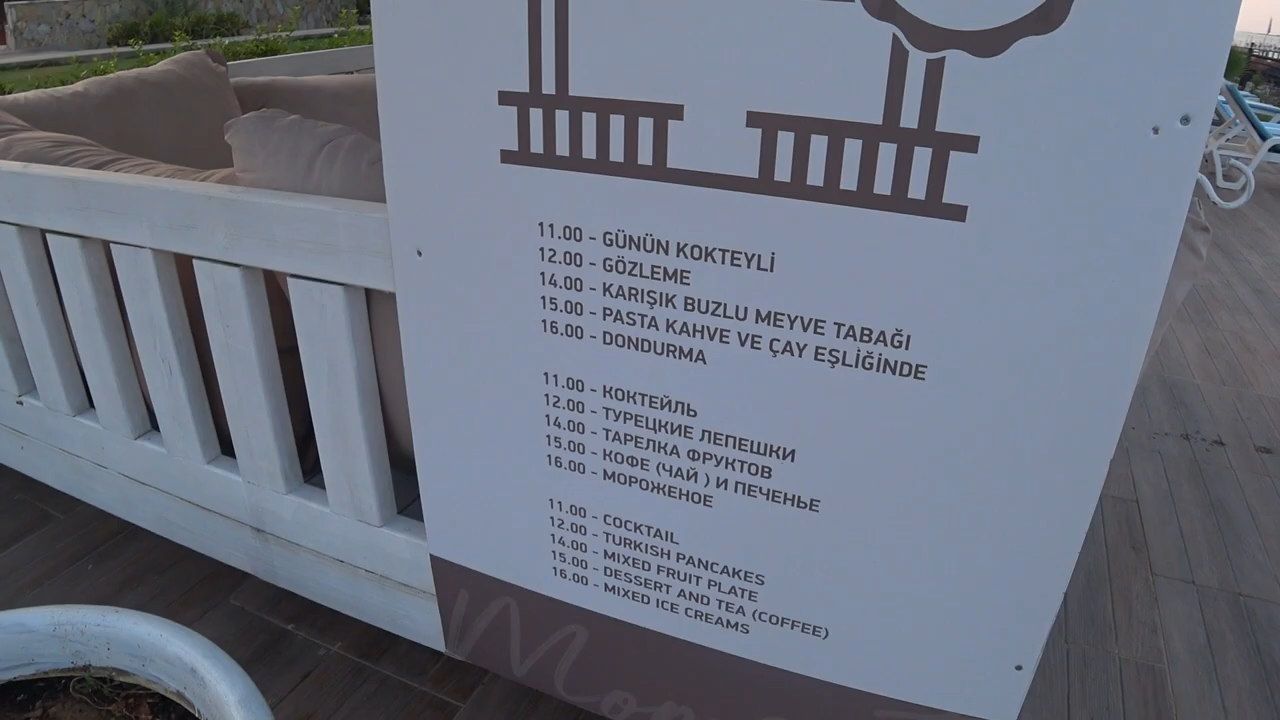 11.00 - GÜNÜN KOKTEYLİ
12.00 - GÖZLEME
14.00 - KARIŞIK BUZLU MEYVE TABAĞI
15.00 - PASTA KAHVE VE ÇAY EŞLİĞİNDE
16.00 - DONDURMA
11.00 - КОКТЕЙЛЬ
12.00 - ТУРЕЦКИЕ ЛЕПЕШКИ
14.00 - ТАРЕЛКА ФРУКТОВ
15.00 - КОФЕ (ЧАЙ ) И ПЕЧЕНЬЕ
16.00 - МОРОЖЕНОЕ
11.00 - COCKTAIL
12.00 - TURKISH PANCAKES
14.00 - MIXED FRUIT PLATE
15.00 - DESSERT AND TEA (COFFEE)
16.00 - MIXED ICE CREAMS